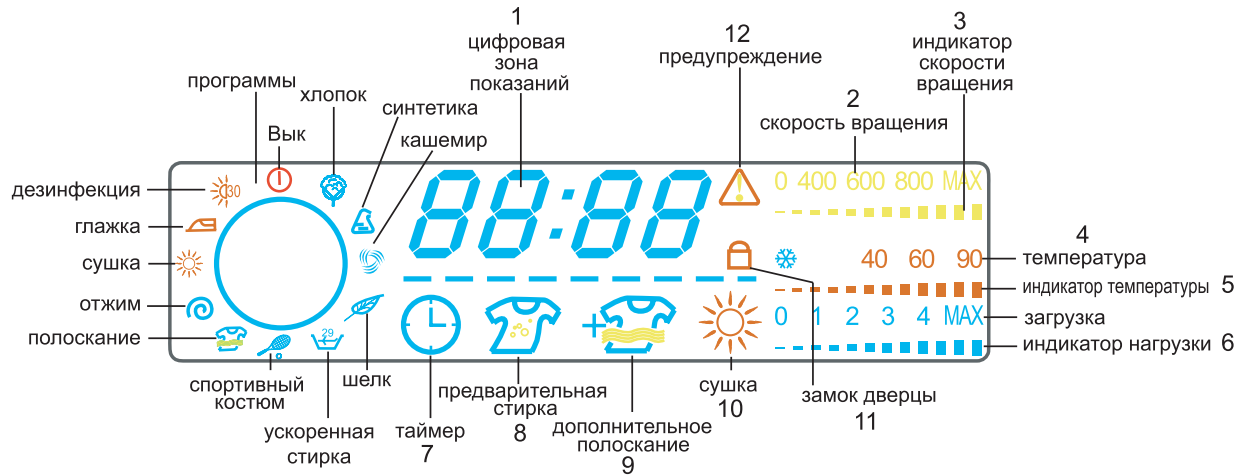 1
цифровая
зона
показаний
12
предупреждение
3
индикатор
скорости
вращения
2
скорость вращения
программы
хлопок
синтетика
кашемир
Вык
дезинфекция
глажка
сушка
отжим
полоскание
30
88:88
0 400 600 800 MAX
40 60 90
0 1 2 3 4 MAX
29
4
температура
индикатор температуры 5
загрузка
индикатор нагрузки 6
спортивный
костюм
ускоренная
стирка
шелк
таймер
7
предварительная
стирка
8
дополнительное
полоскание
9
сушка
10
замок дверцы
11